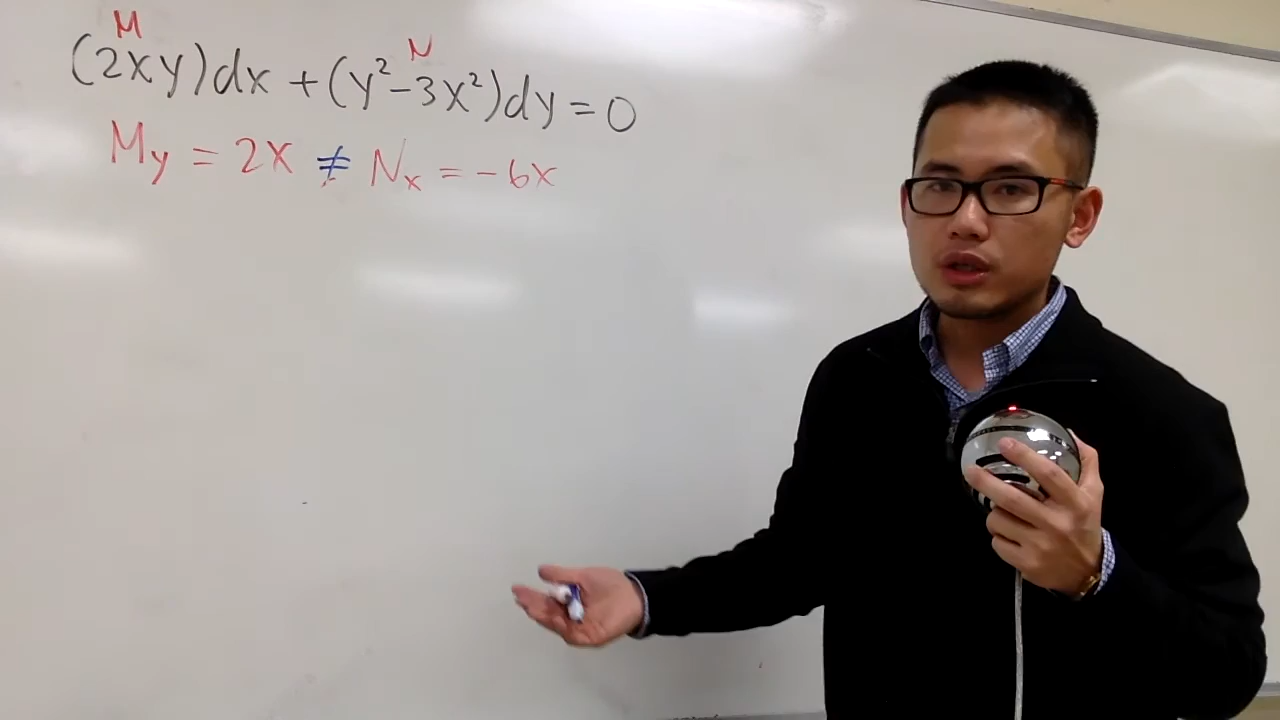 M N
(2xy)dx + (y²-3x²)dy = 0
My = 2x ≠ Nx = -6x